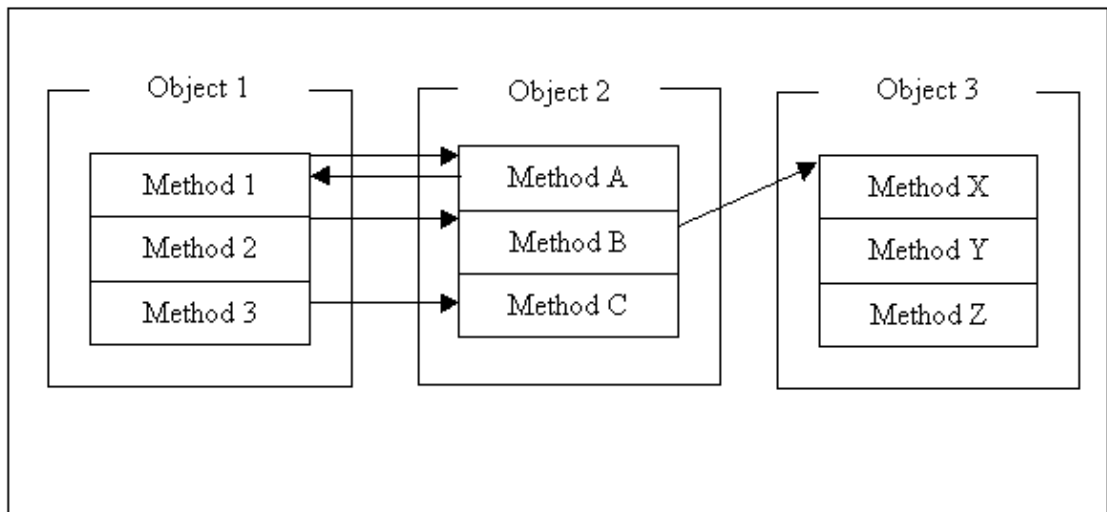 Object 1
Method 1
Method 2
Method 3
Object 2
Method A
Method B
Method C
Object 3
Method X
Method Y
Method Z